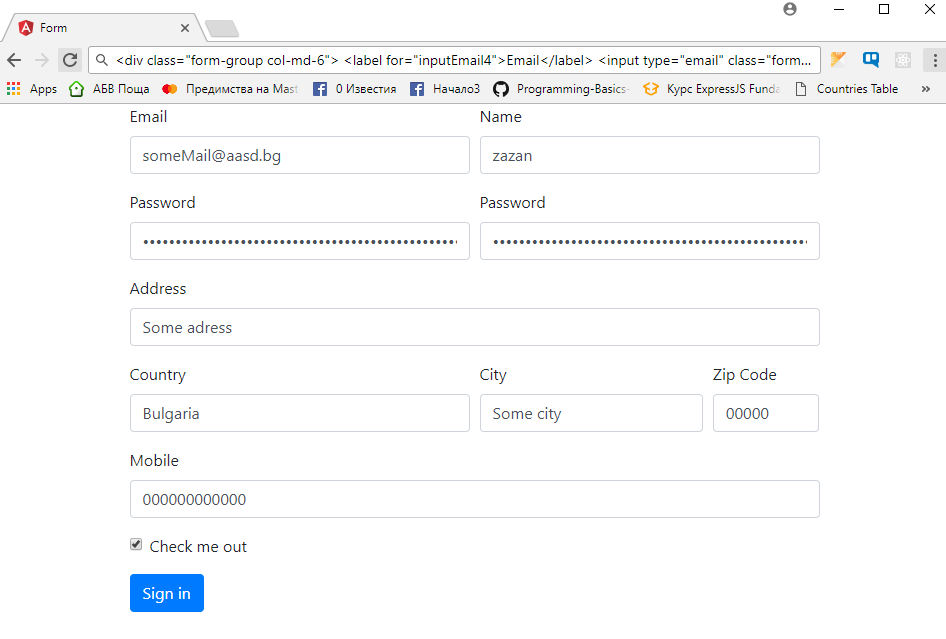 Form
<div class="form-group col-md-6"> <label for="inputEmail4">Email</label> <input type="email" class="form...
Apps АБВ Поща Предимства на Mast 0 Известия Начало3 Programming-Basics- Курс ExpressJS Funda Countries Table »
Email Name
someMail@aasd.bg zazan
Password Password
Address
Some adress
Country City Zip Code
Bulgaria Some city 00000
Mobile
000000000000
Check me out
Sign in